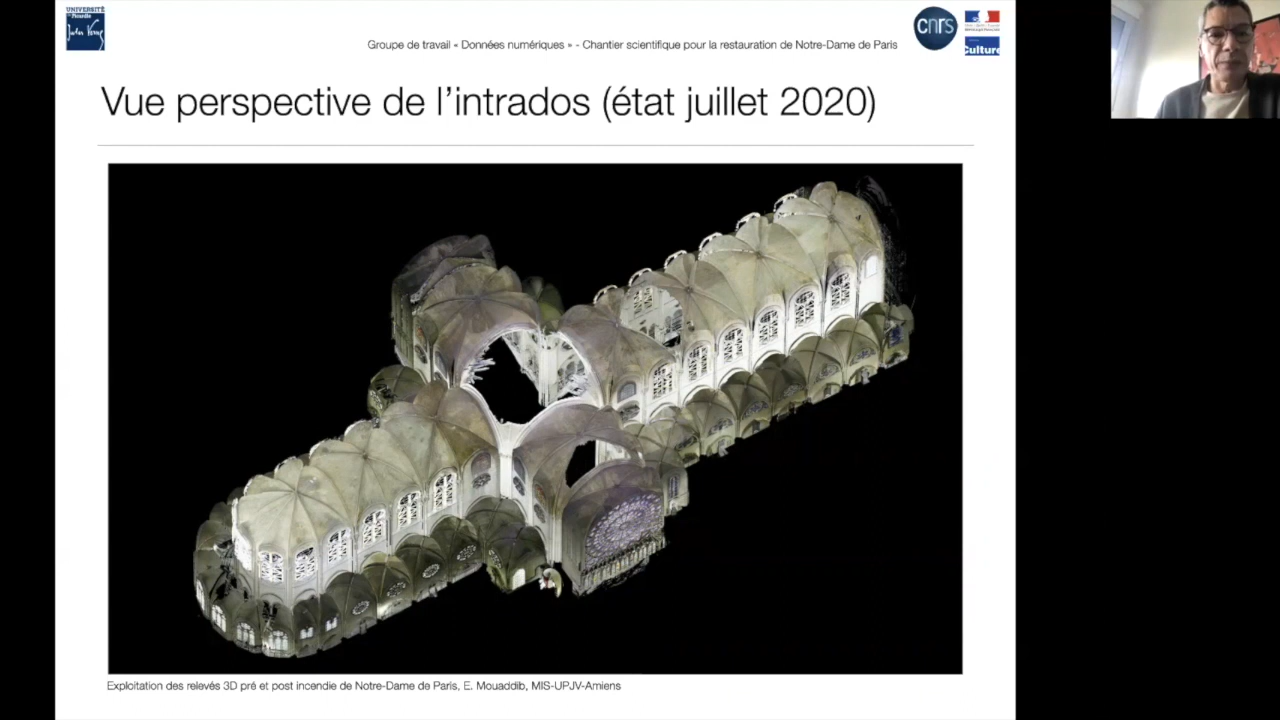 UNIVERSITÉ
de Picardie
Jules Verne
Groupe de travail « Données numériques » - Chantier scientifique pour la restauration de Notre-Dame de Paris
cnrs
Culture
Vue perspective de l’intrados (état juillet 2020)
Exploitation des relevés 3D pré et post incendie de Notre-Dame de Paris, E. Mouaddib, MIS-UPJV-Amiens